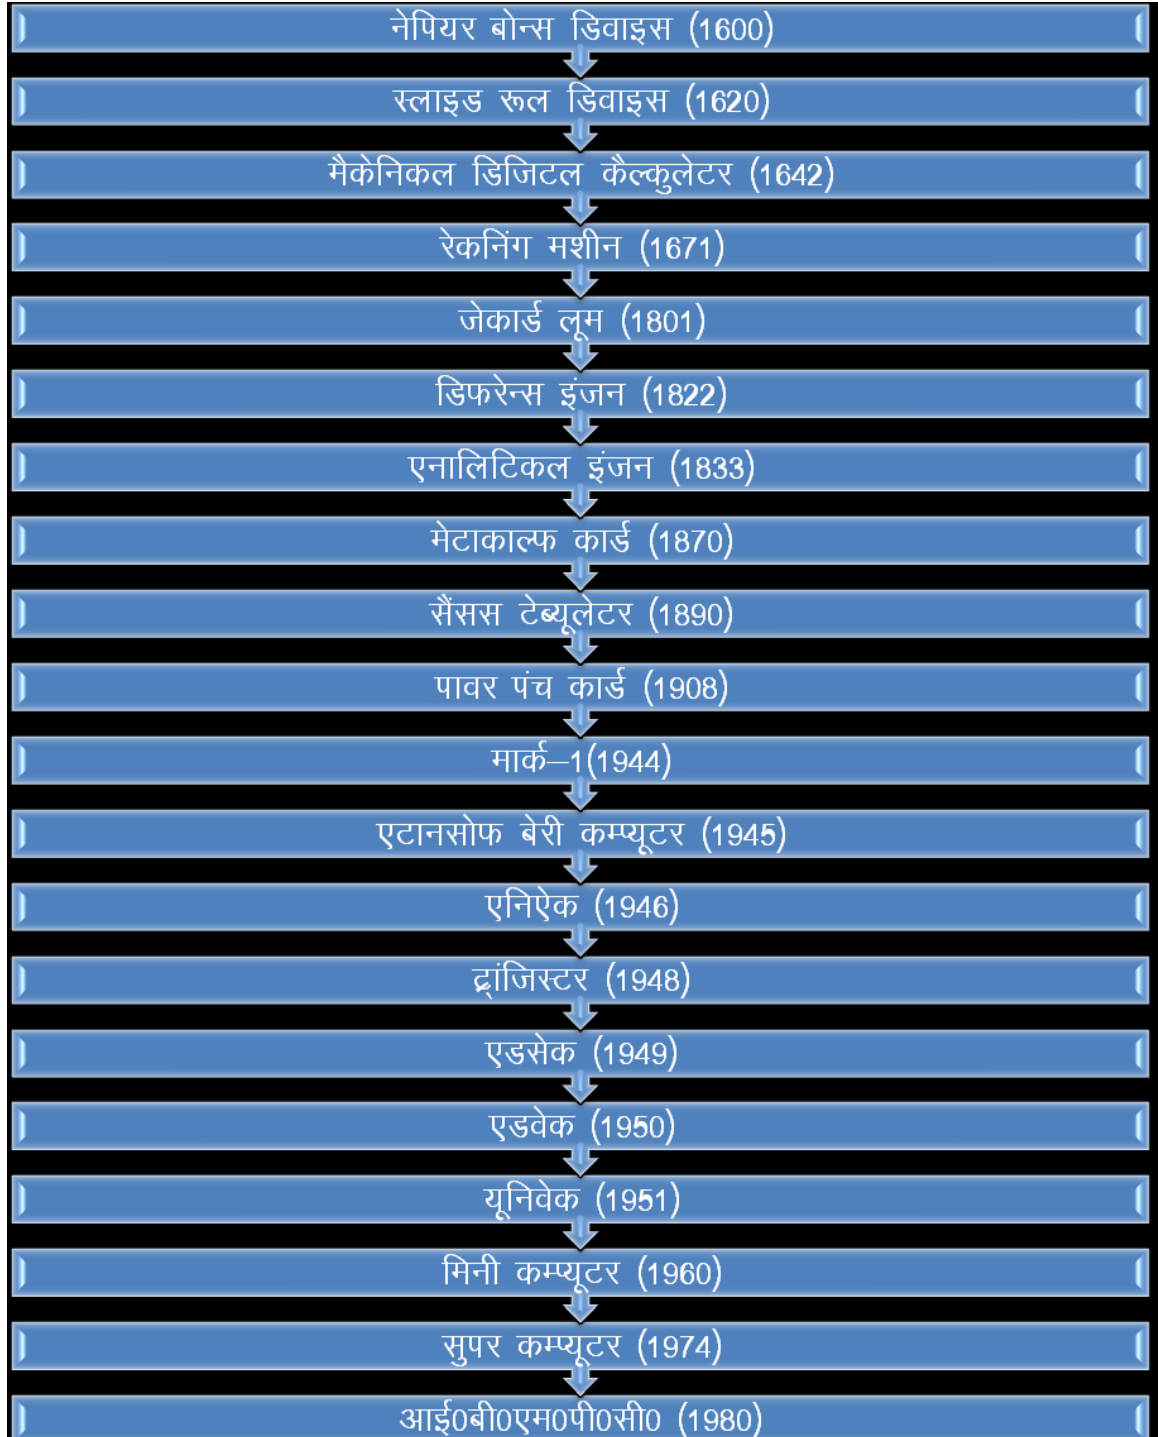 नेपियर बोन्स डिवाइस (1600)
स्लाइड रूल डिवाइस (1620)
मैकेनिकल डिजिटल कैल्कुलेटर (1642)
रेकनिंग मशीन (1671)
जेकार्ड लूम (1801)
डिफरेन्स इंजन (1822)
एनालिटिकल इंजन (1833)
मेटाकाल्फ कार्ड (1870)
सैंसस टेब्यूलेटर (1890)
पावर पंच कार्ड (1908)
मार्क–1(1944)
एटानसोफ बेरी कम्प्यूटर (1945)
एनिऐक (1946)
ट्रांजिस्टर (1948)
एडसेक (1949)
एडवेक (1950)
यूनिवेक (1951)
मिनी कम्प्यूटर (1960)
सुपर कम्प्यूटर (1974)
आई0बी0एम0पी0सी0 (1980)